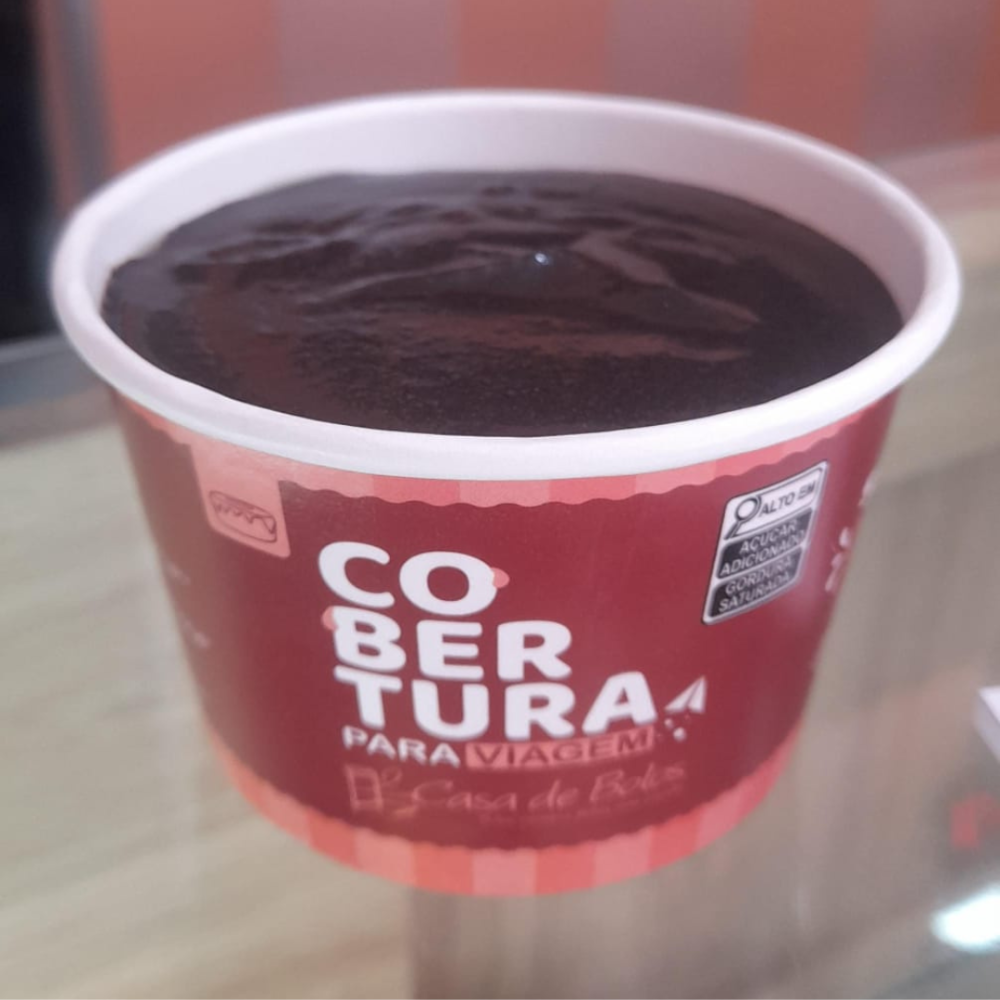 CO
BER
TURA
PARA VIAGEM
Casa de Bolos
ALTO EM
AÇÚCAR
ADICIONADO
GORDURA
SATURADA